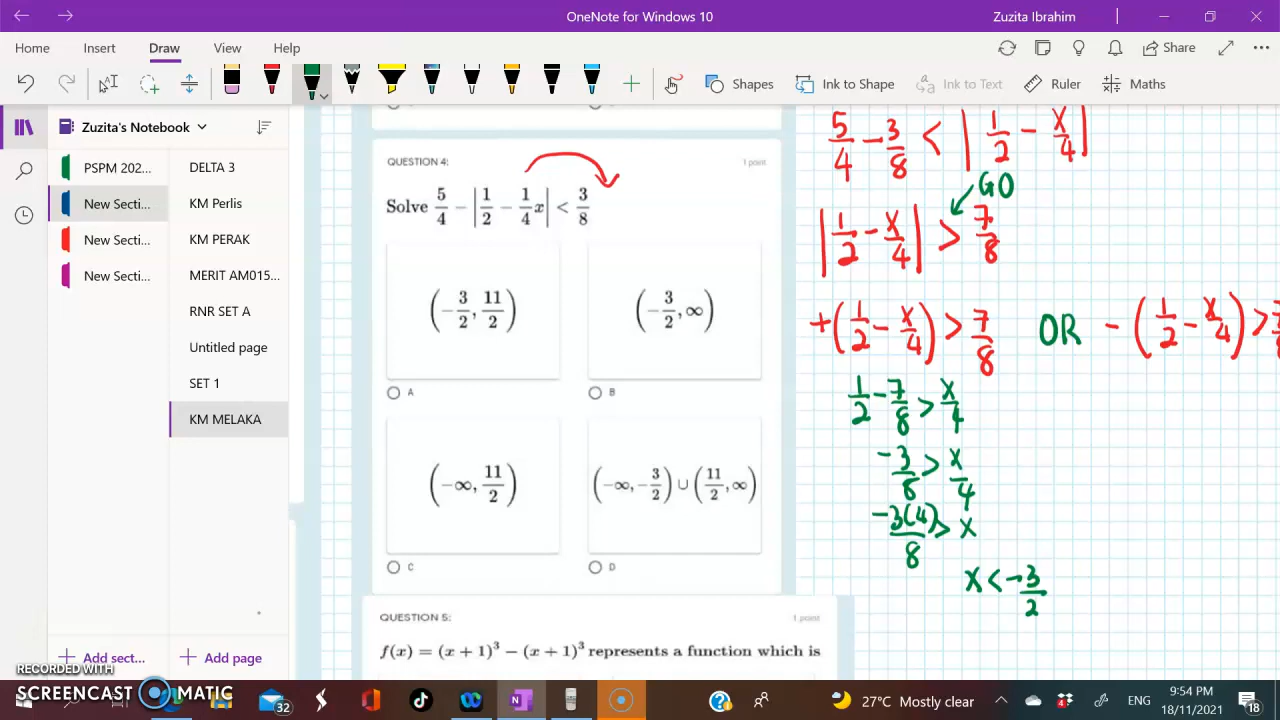 OneNote for Windows 10
Zuzita Ibrahim
Home Insert Draw View Help
Share
Shapes Ink to Shape Ink to Text Ruler Maths
Zuzita's Notebook
PSPM 202...
New Secti...
New Secti...
New Secti...
DELTA 3
KM Perlis
KM PERAK
MERIT AM015...
RNR SET A
Untitled page
SET 1
KM MELAKA
Add sect...
Add page
QUESTION 4:
1 point
Solve 5/4 − |1/2 − 1/4 x| < 3/8
(−3/2, 11/2)
(−3/2, ∞)
A
B
(−∞, 11/2)
(−∞, −3/2) ∪ (11/2, ∞)
C
D
QUESTION 5:
1 point
f(x) = (x + 1)³ − (x + 1)³ represents a function which is
5/4 − 3/8 < |1/2 − x/4|
GO
|1/2 − x/4| > 7/8
+(1/2 − x/4) > 7/8 OR −(1/2 − x/4) > 7/8
1/2 − 7/8 > x/4
−3/8 > x/4
−3(4)/8 > x
x < −3/2
RECORDED WITH
SCREENCAST MATIC
32
27°C Mostly clear
ENG
9:54 PM
18/11/2021
18